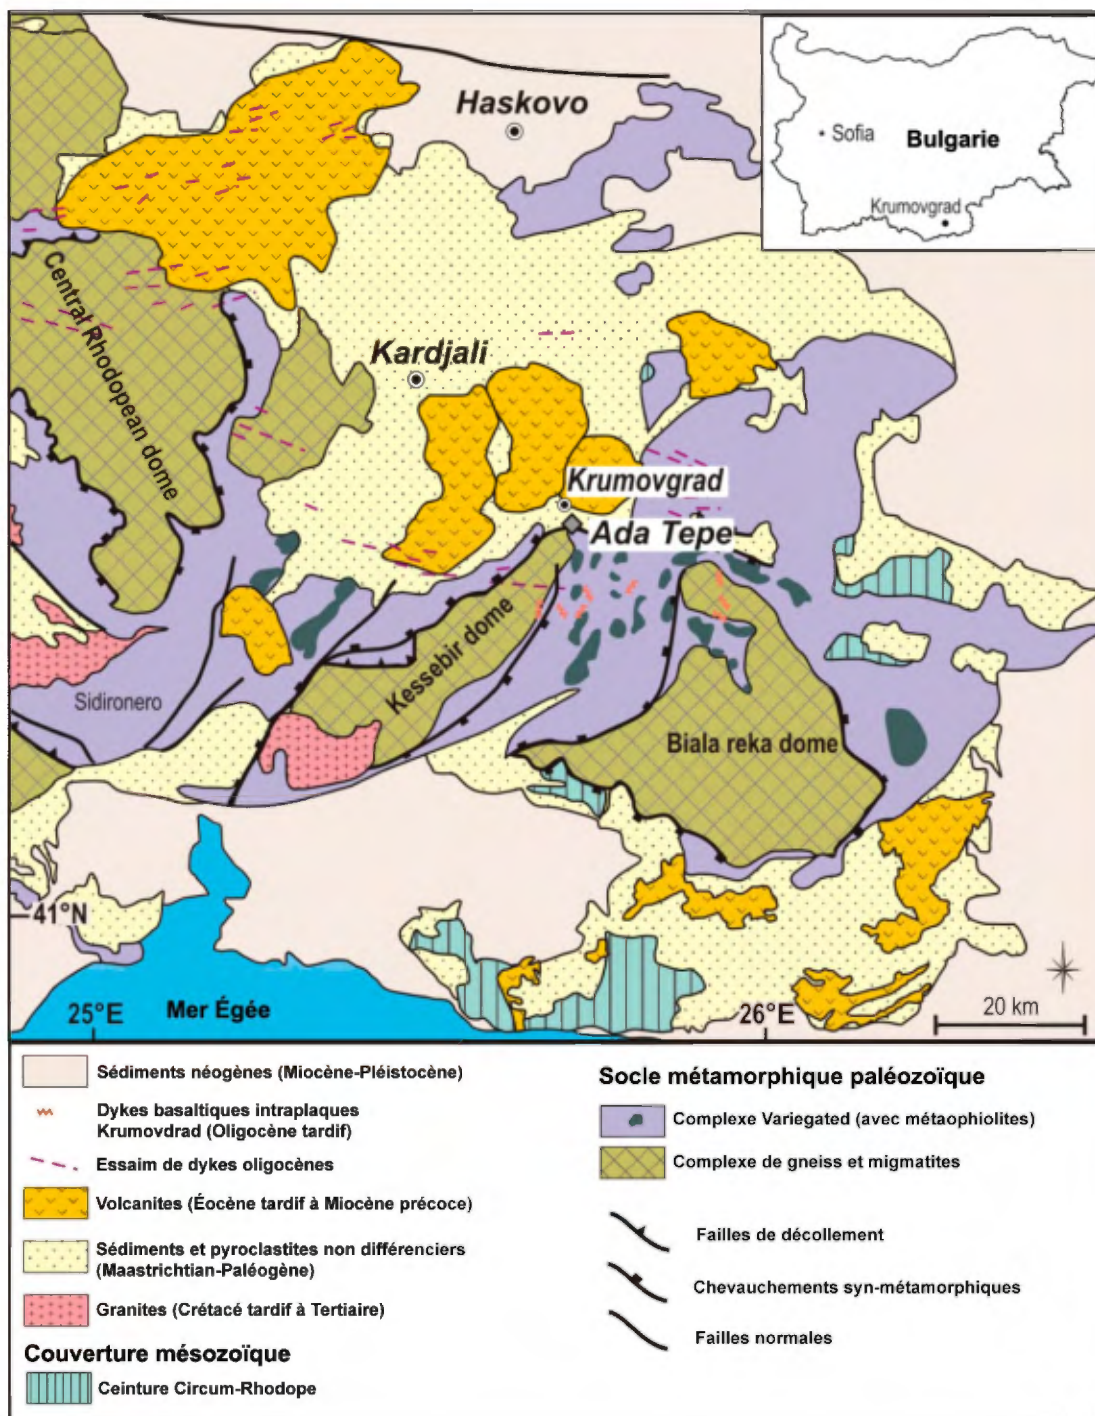 Haskovo
Sofia
Bulgarie
Krumovgrad
Central Rhodopean dome
Kardjali
Krumovgrad
Ada Tepe
Kessebir dome
Sidironero
Biala reka dome
41°N
25°E
Mer Égée
26°E
20 km
Sédiments néogènes (Miocène-Pléistocène)
Dykes basaltiques intraplaques
Krumovdrad (Oligocène tardif)
Essaim de dykes oligocènes
Volcanites (Éocène tardif à Miocène précoce)
Sédiments et pyroclastites non différenciers
(Maastrichtian-Paléogène)
Granites (Crétacé tardif à Tertiaire)
Couverture mésozoïque
Ceinture Circum-Rhodope
Socle métamorphique paléozoïque
Complexe Variegated (avec métaophiolites)
Complexe de gneiss et migmatites
Failles de décollement
Chevauchements syn-métamorphiques
Failles normales